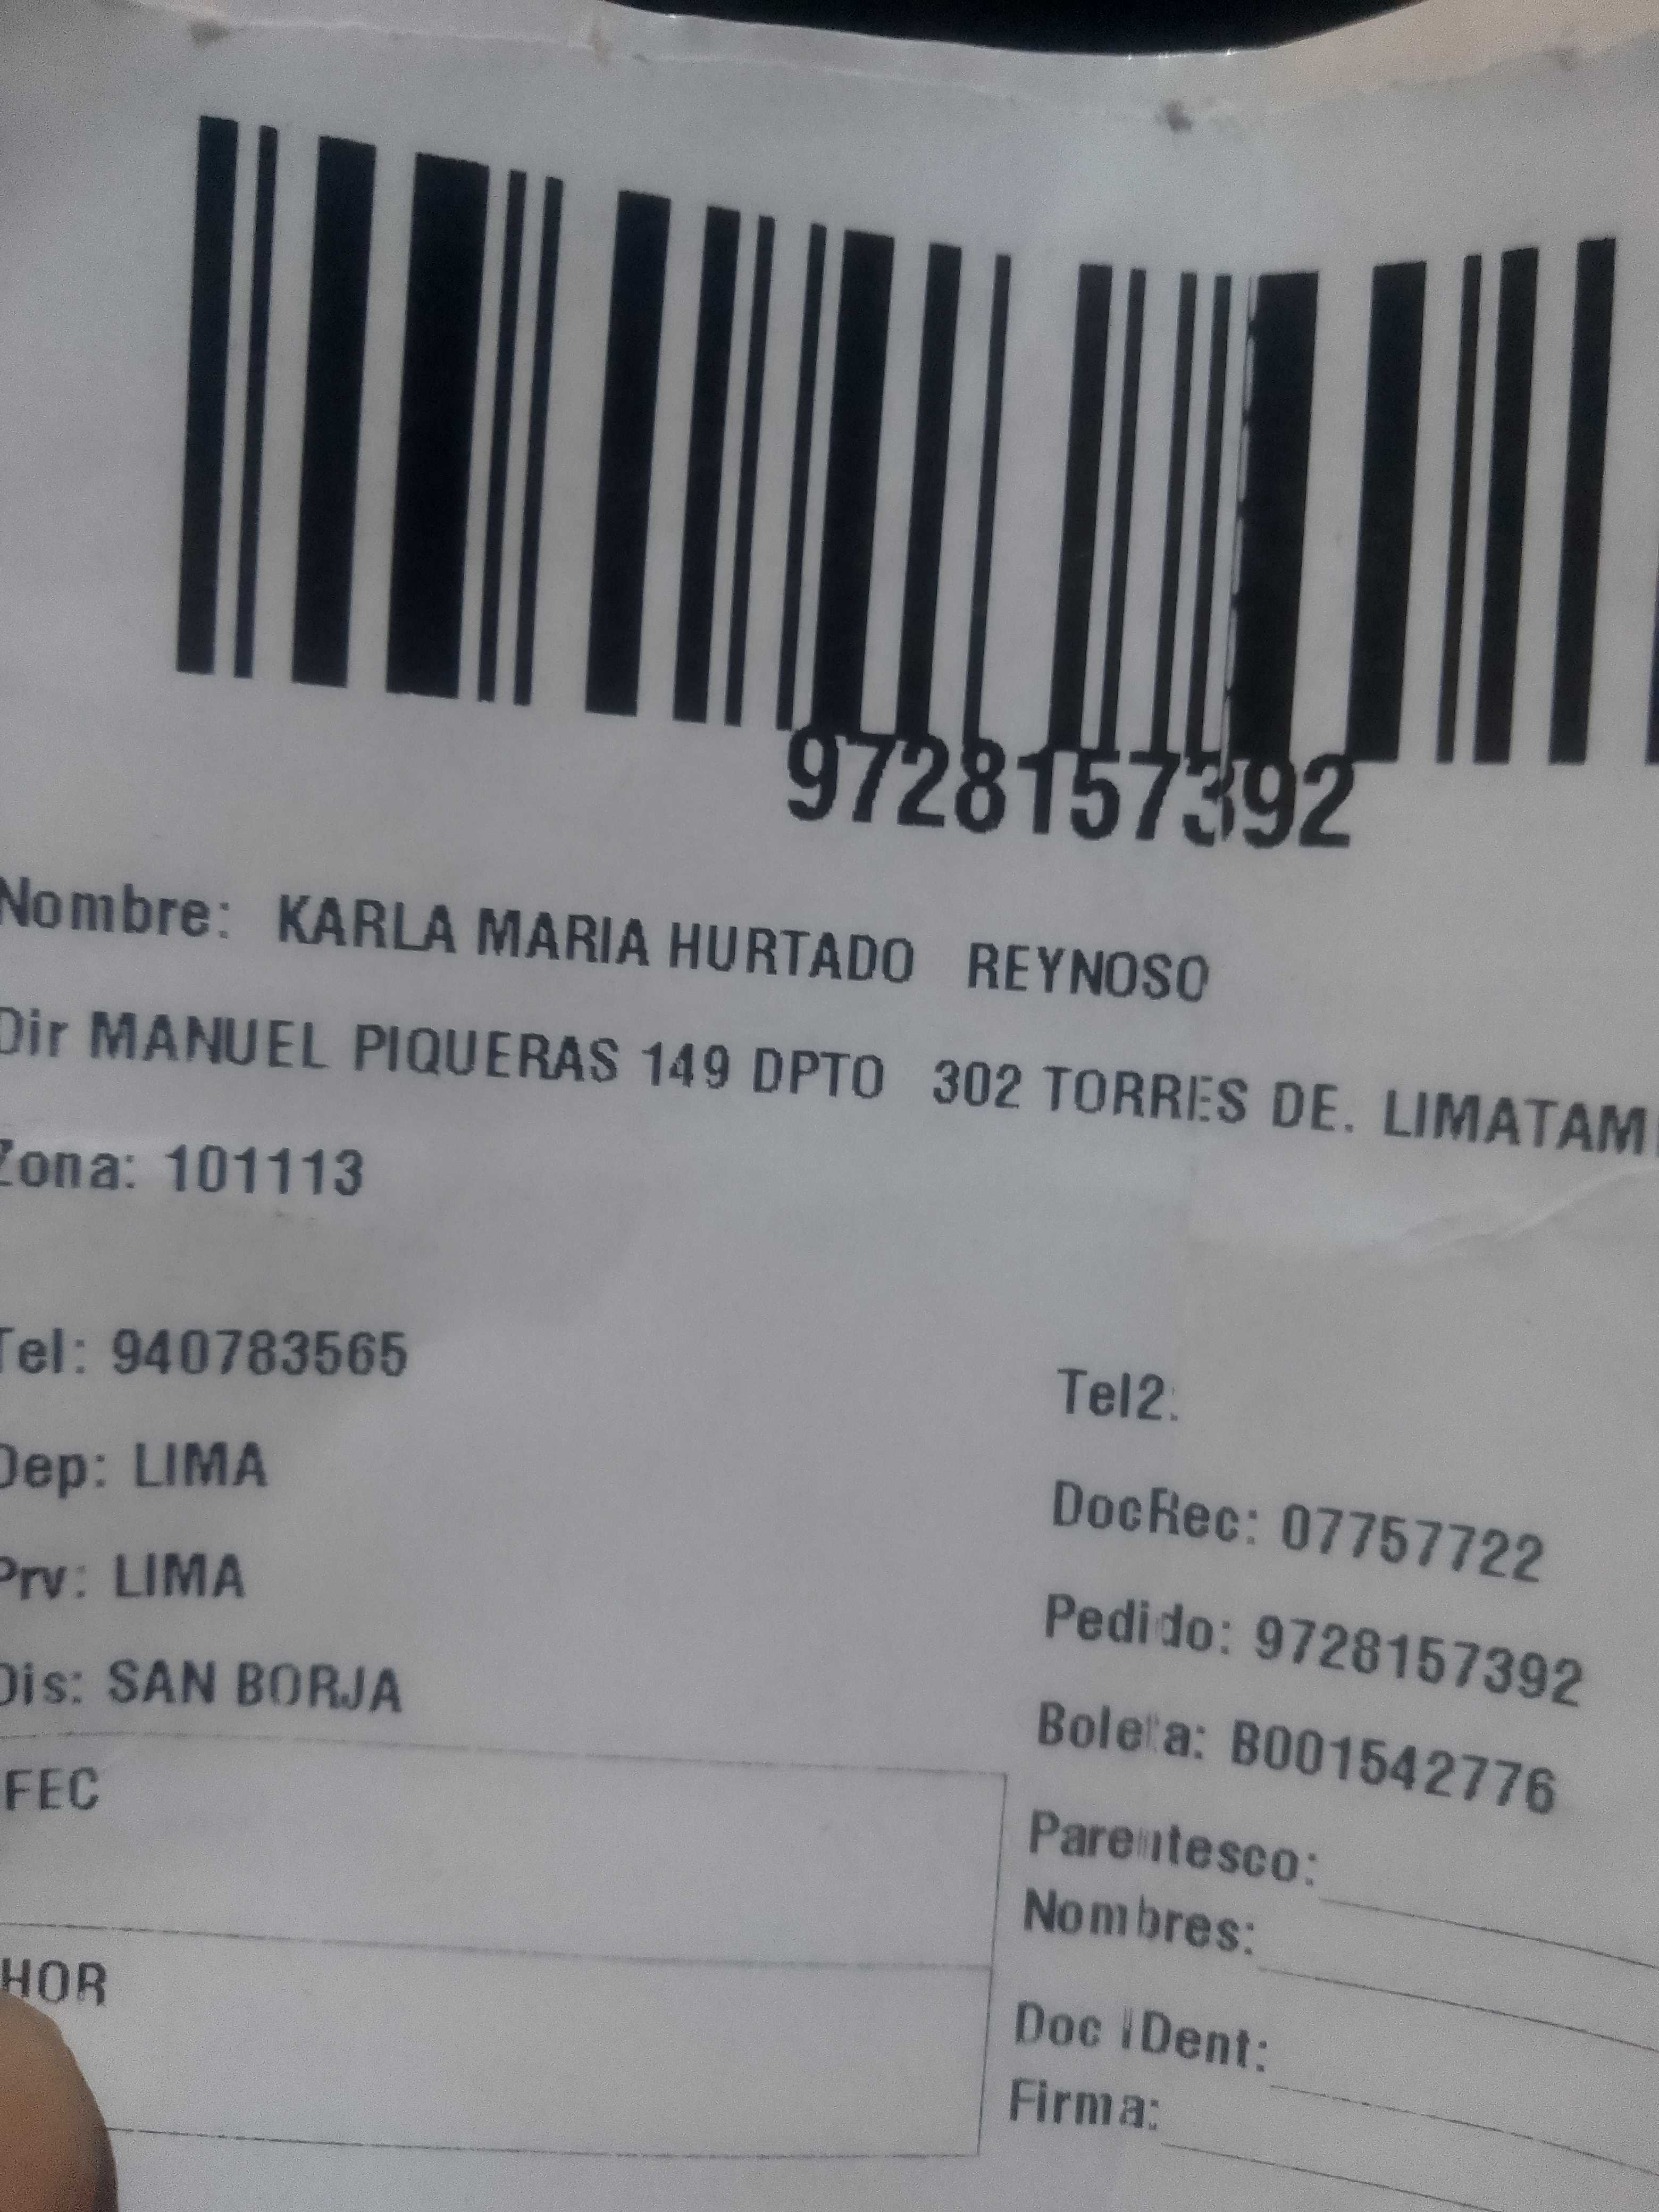 9728157392
Nombre: KARLA MARIA HURTADO REYNOSO
Dir MANUEL PIQUERAS 149 DPTO 302 TORRES DE. LIMATAM
Zona: 101113
Tel: 940783565
Tel2:
Dep: LIMA
DocRec: 07757722
Prv: LIMA
Pedido: 9728157392
Dis: SAN BORJA
Boleta: B001542776
FEC
Parentesco:
Nombres:
HOR
Doc IDent:
Firma: